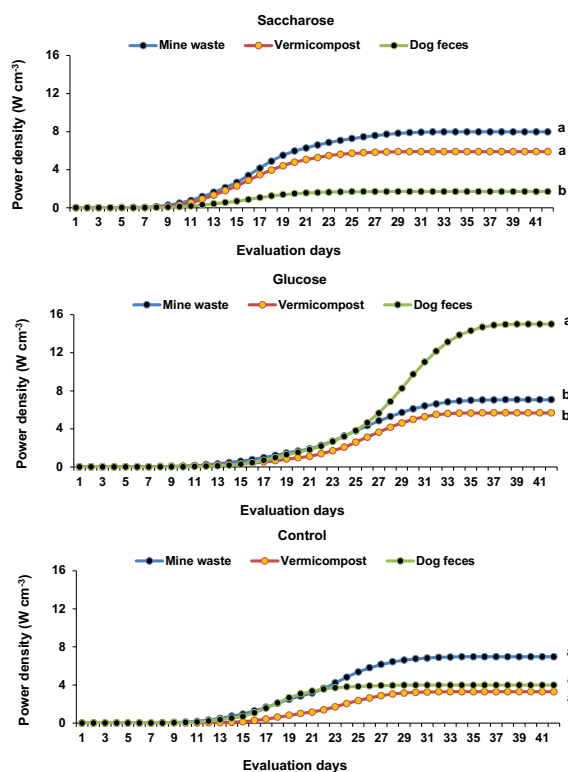 Saccharose
Mine waste Vermicompost Dog feces
Power density (W cm-3)
16
12
8
4
0
a
a
b
1 3 5 7 9 11 13 15 17 19 21 23 25 27 29 31 33 35 37 39 41
Evaluation days
Glucose
Mine waste Vermicompost Dog feces
Power density (W cm-3)
16
12
8
4
0
a
b
b
1 3 5 7 9 11 13 15 17 19 21 23 25 27 29 31 33 35 37 39 41
Evaluation days
Control
Mine waste Vermicompost Dog feces
Power density (W cm-3)
16
12
8
4
0
1 3 5 7 9 11 13 15 17 19 21 23 25 27 29 31 33 35 37 39 41
Evaluation days